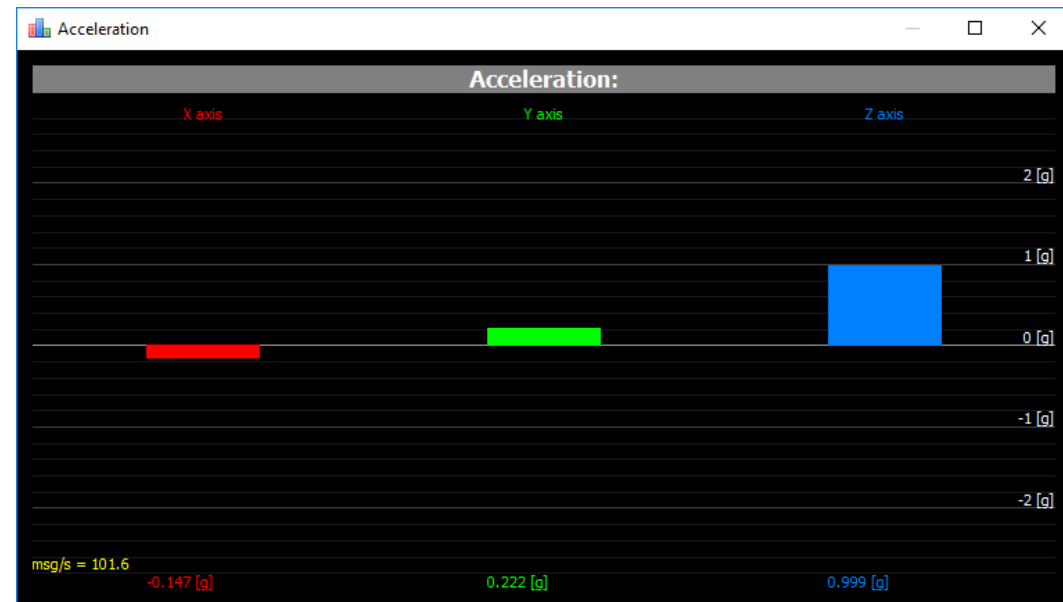 Acceleration
Acceleration:
X axis Y axis Z axis
2 [g]
1 [g]
0 [g]
-1 [g]
-2 [g]
msg/s = 101.6
-0.147 [g] 0.222 [g] 0.999 [g]